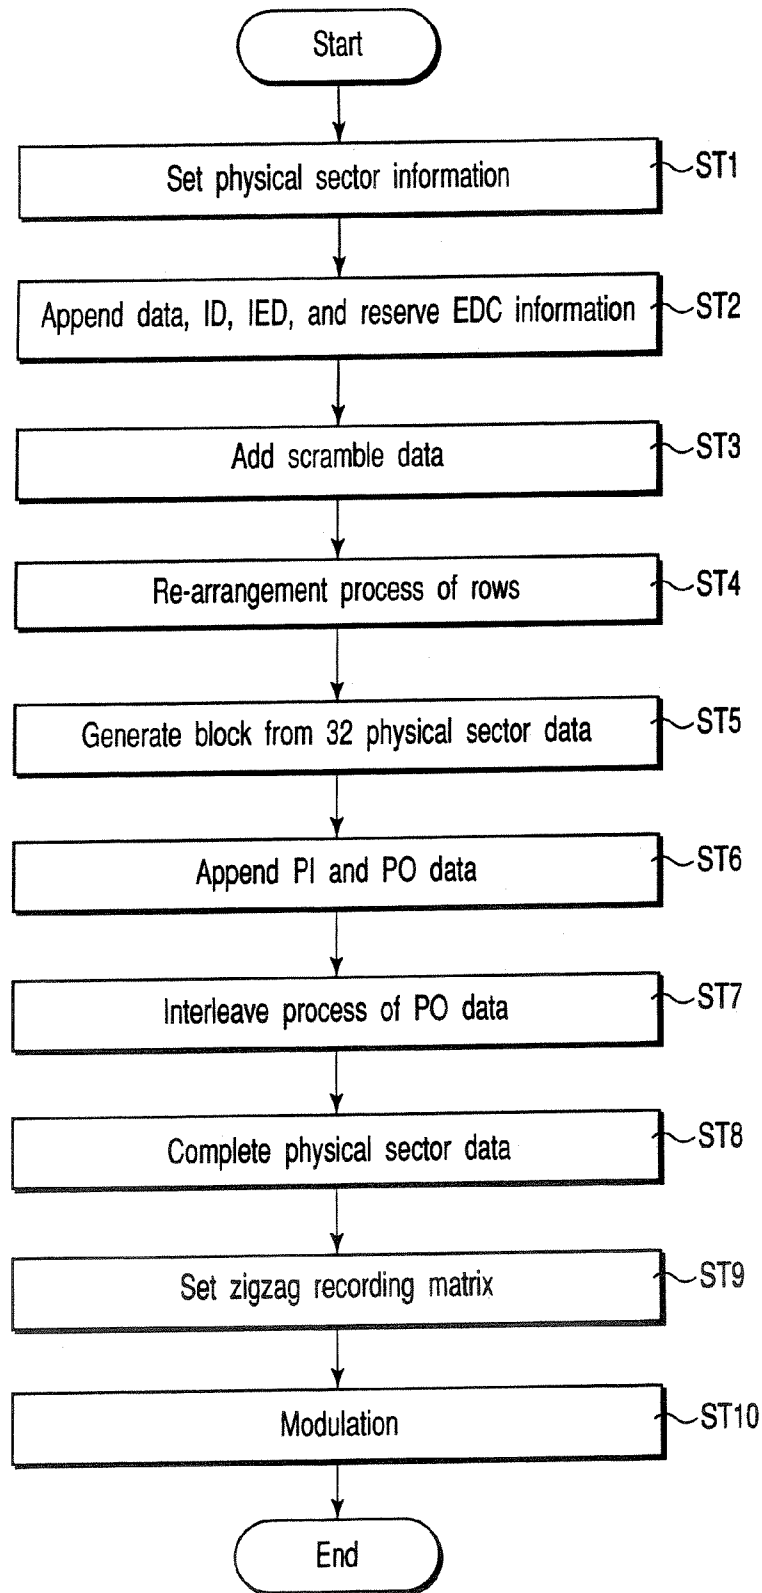 Start
Set physical sector information
ST1
Append data, ID, IED, and reserve EDC information
ST2
Add scramble data
ST3
Re-arrangement process of rows
ST4
Generate block from 32 physical sector data
ST5
Append PI and PO data
ST6
Interleave process of PO data
ST7
Complete physical sector data
ST8
Set zigzag recording matrix
ST9
Modulation
ST10
End